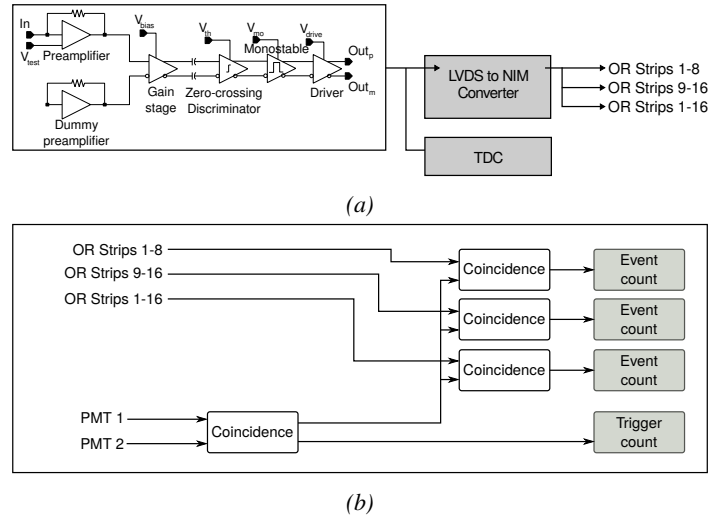 In
V_test
Preamplifier
Dummy
preamplifier
V_bias
Gain
stage
V_th
Zero-crossing
Discriminator
V_mo
Monostable
V_drive
Driver
Out_p
Out_m
LVDS to NIM
Converter
TDC
OR Strips 1-8
OR Strips 9-16
OR Strips 1-16
(a)
OR Strips 1-8
OR Strips 9-16
OR Strips 1-16
PMT 1
PMT 2
Coincidence
Coincidence
Coincidence
Coincidence
Event
count
Event
count
Event
count
Trigger
count
(b)